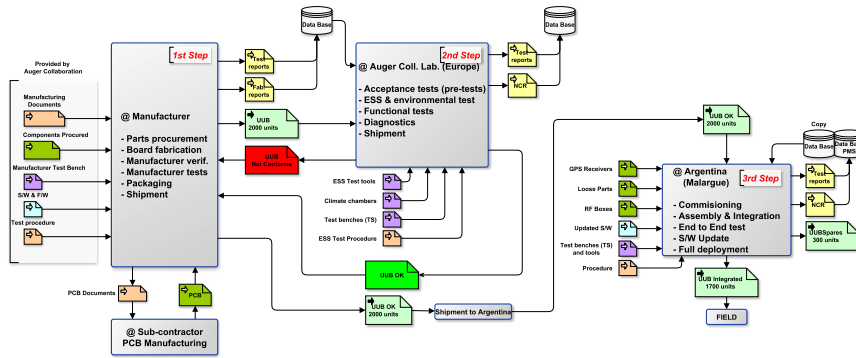 Provided by
Auger Collaboration
Manufacturing
Documents
Components Procured
Manufacturer Test Bench
S/W & F/W
Test procedure
1st Step
@ Manufacturer
- Parts procurement
- Board fabrication
- Manufacturer verif.
- Manufacturer tests
- Packaging
- Shipment
PCB Documents
PCB
@ Sub-contractor
PCB Manufacturing
Test
reports
Fab
reports
Data Base
UUB
2000 units
UUB
Not Conforms
2nd Step
@ Auger Coll. Lab. (Europe)
- Acceptance tests (pre-tests)
- ESS & environmental test
- Functional tests
- Diagnostics
- Shipment
Test
reports
NCR
Data Base
ESS Test tools
Climate chambers
Test benches (TS)
ESS Test Procedure
UUB OK
UUB OK
2000 units
Shipment to Argentina
UUB OK
2000 units
Copy
Data Base
Data Base
PMS
GPS Receivers
Loose Parts
RF Boxes
Updated S/W
Test benches (TS)
and tools
Procedure
@ Argentina
(Malargue)
3rd Step
- Commisioning
- Assembly & Integration
- End to End test
- S/W Update
- Full deployment
Test
reports
NCR
UUBSpares
300 units
UUB Integrated
1700 units
FIELD